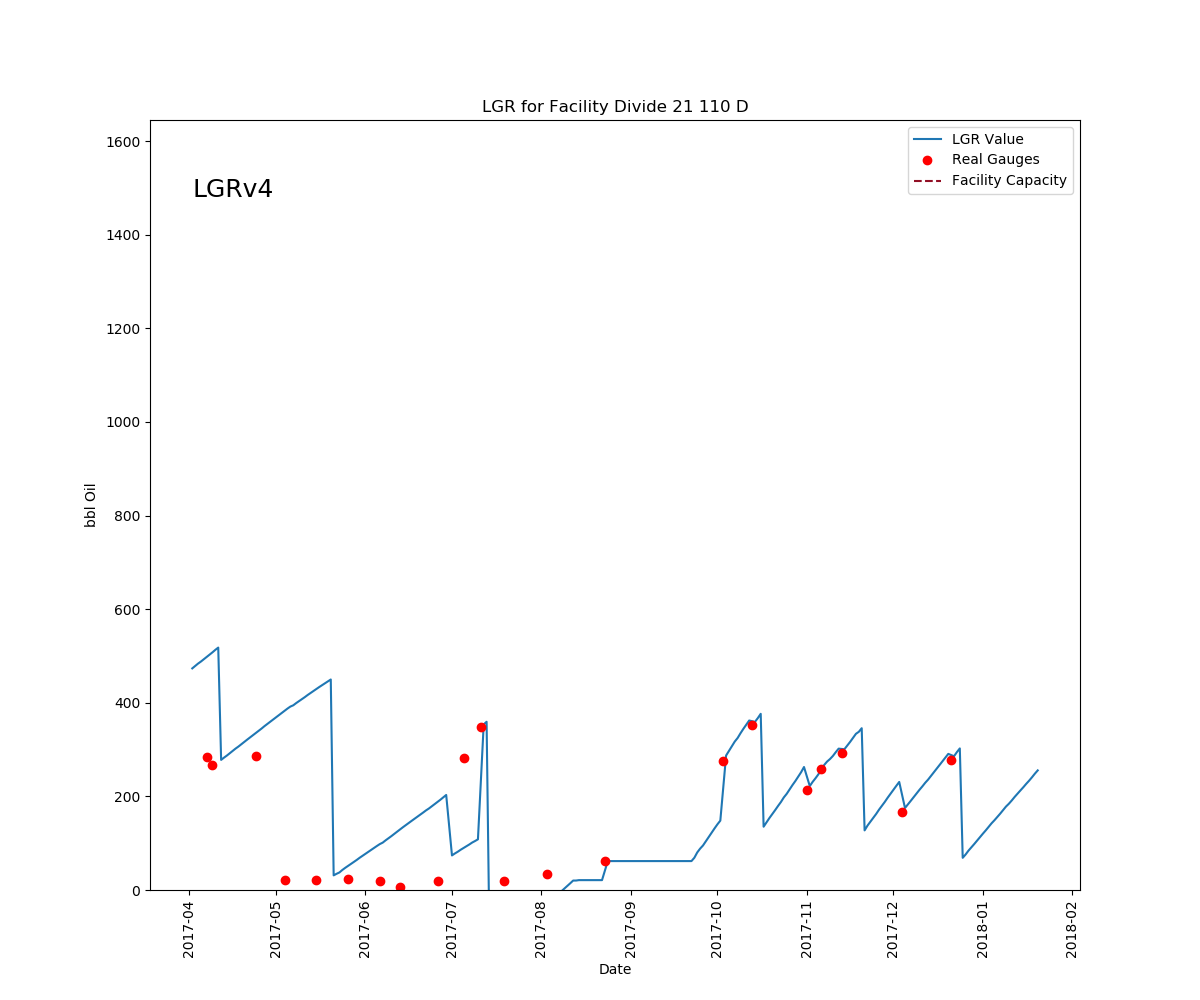 LGR for Facility Divide 21 110 D
LGRv4
LGR Value
Real Gauges
Facility Capacity
bbl Oil
1600
1400
1200
1000
800
600
400
200
0
2017-04
2017-05
2017-06
2017-07
2017-08
2017-09
2017-10
2017-11
2017-12
2018-01
2018-02
Date